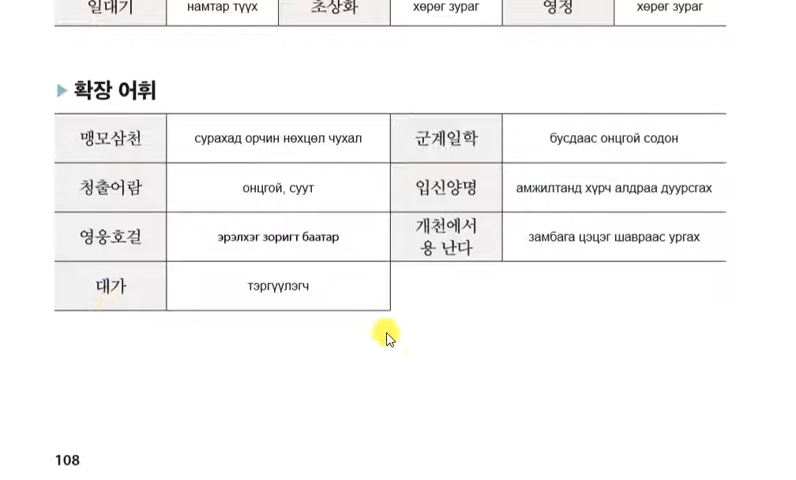 일대기 намтар түүх 초상화 хөрөг зураг 영정 хөрөг зураг
확장 어휘
맹모삼천 сурахад орчин нөхцөл чухал 군계일학 бусдаас онцгой содон
청출어람 онцгой, суут 입신양명 амжилтанд хүрч алдраа дуурсгах
영웅호걸 эрэлхэг зоригт баатар 개천에서
용 난다 замбага цэцэг шавраас ургах
대가 тэргүүлэгч
108